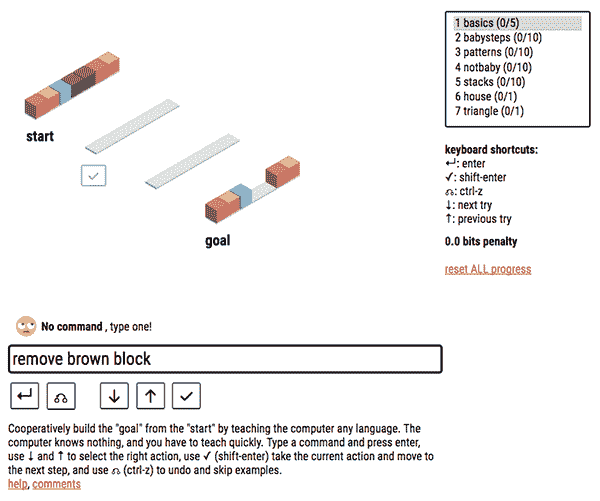 start
goal
1 basics (0/5)
2 babysteps (0/10)
3 patterns (0/10)
4 notbaby (0/10)
5 stacks (0/10)
6 house (0/1)
7 triangle (0/1)
keyboard shortcuts:
↵: enter
✓: shift-enter
: ctrl-z
↓: next try
↑: previous try
0.0 bits penalty
reset ALL progress
No command , type one!
remove brown block
Cooperatively build the "goal" from the "start" by teaching the computer any language. The
computer knows nothing, and you have to teach quickly. Type a command and press enter,
use ↓ and ↑ to select the right action, use ✓ (shift-enter) take the current action and move to
the next step, and use (ctrl-z) to undo and skip examples.
help, comments